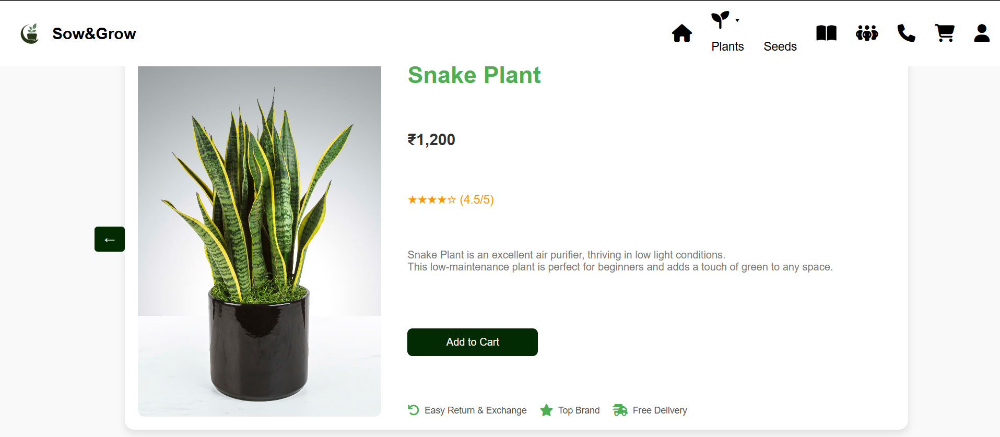 Sow&Grow
Plants
Seeds
Snake Plant
₹1,200
★★★★☆ (4.5/5)
Snake Plant is an excellent air purifier, thriving in low light conditions.
This low-maintenance plant is perfect for beginners and adds a touch of green to any space.
←
Add to Cart
Easy Return & Exchange
Top Brand
Free Delivery